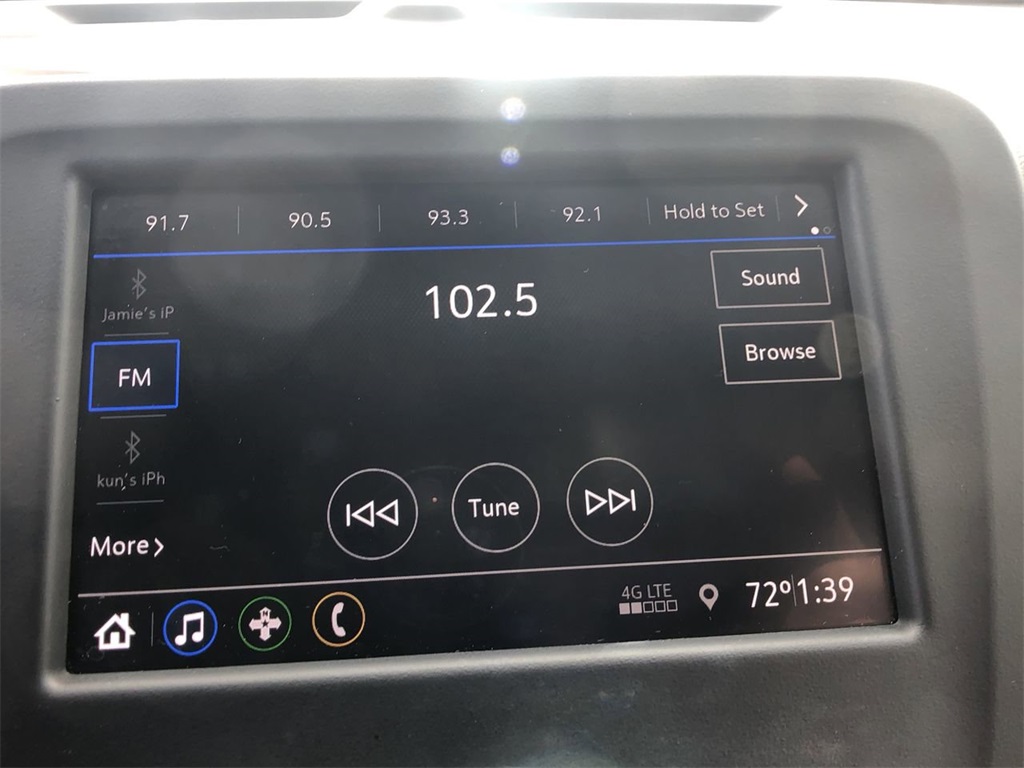 91.7 90.5 93.3 92.1 Hold to Set
Jamie's iP
102.5
Sound
FM
Browse
kun's iPh
Tune
More
4G LTE
72° 1:39